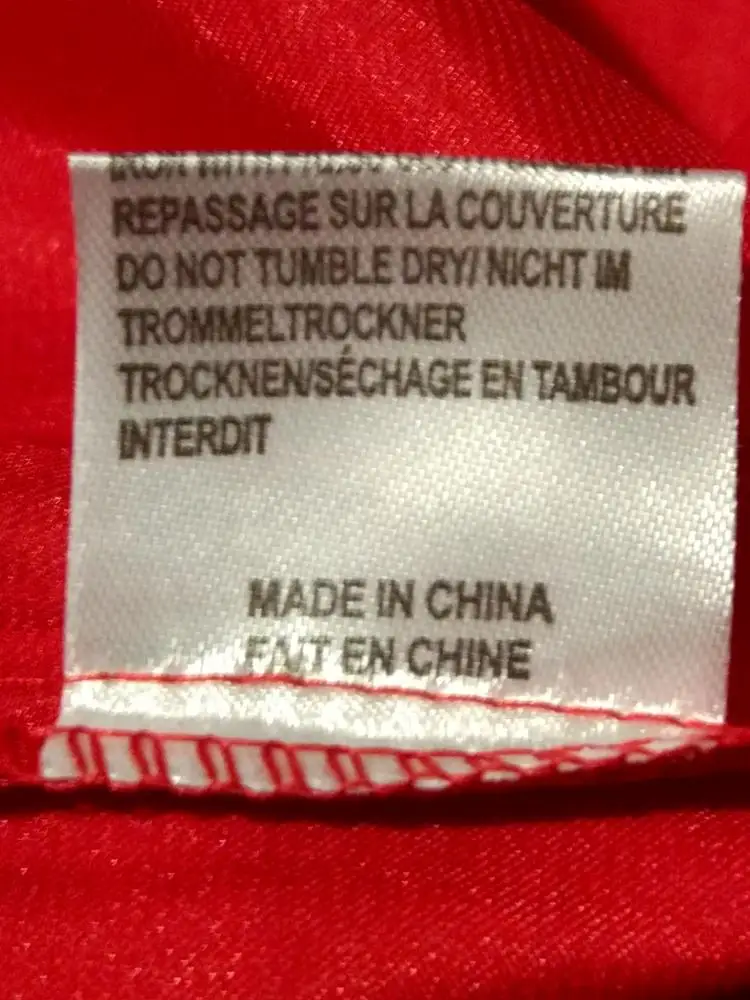 REPASSAGE SUR LA COUVERTURE
DO NOT TUMBLE DRY/ NICHT IM
TROMMELTROCKNER
TROCKNEN/SÉCHAGE EN TAMBOUR
INTERDIT
MADE IN CHINA
FAIT EN CHINE